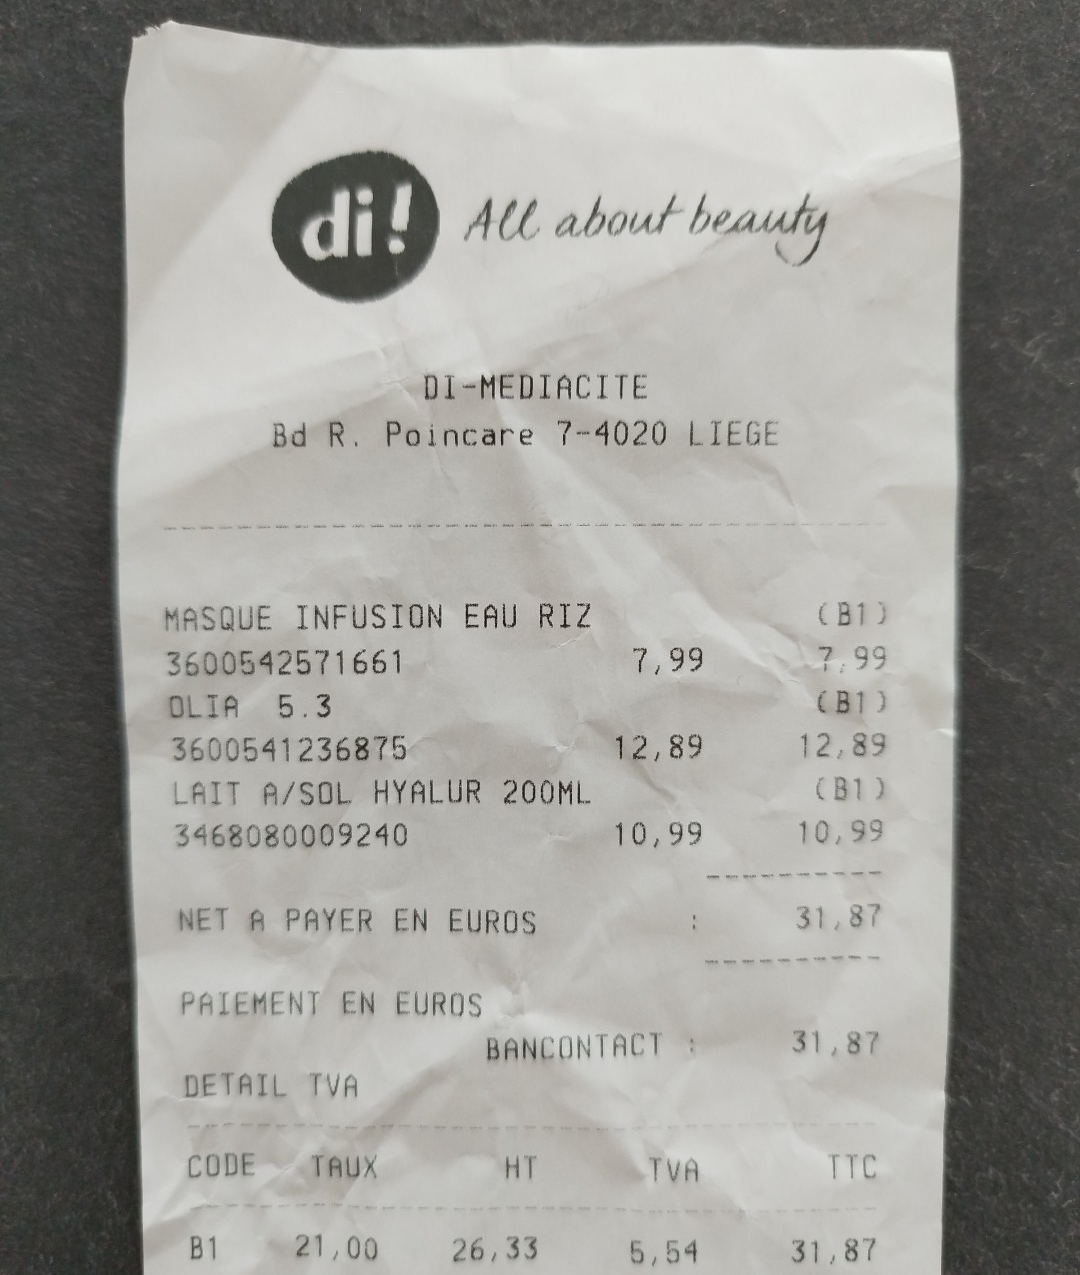 di! All about beauty
DI-MEDIACITE
Bd R. Poincare 7-4020 LIEGE
MASQUE INFUSION EAU RIZ (B1)
3600542571661 7,99 7,99
OLIA 5.3 (B1)
3600541236875 12,89 12,89
LAIT A/SOL HYALUR 200ML (B1)
3468080009240 10,99 10,99
NET A PAYER EN EUROS : 31,87
PAIEMENT EN EUROS
BANCONTACT : 31,87
DETAIL TVA
CODE TAUX HT TVA TTC
B1 21,00 26,33 5,54 31,87